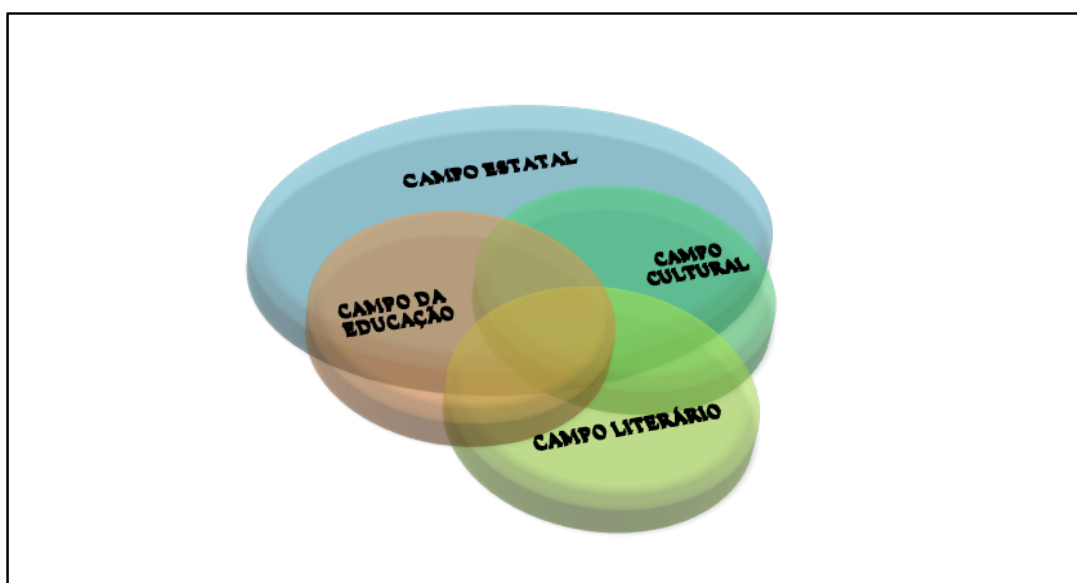 CAMPO ESTATAL
CAMPO
CULTURAL
CAMPO DA
EDUCAÇÃO
CAMPO LITERÁRIO